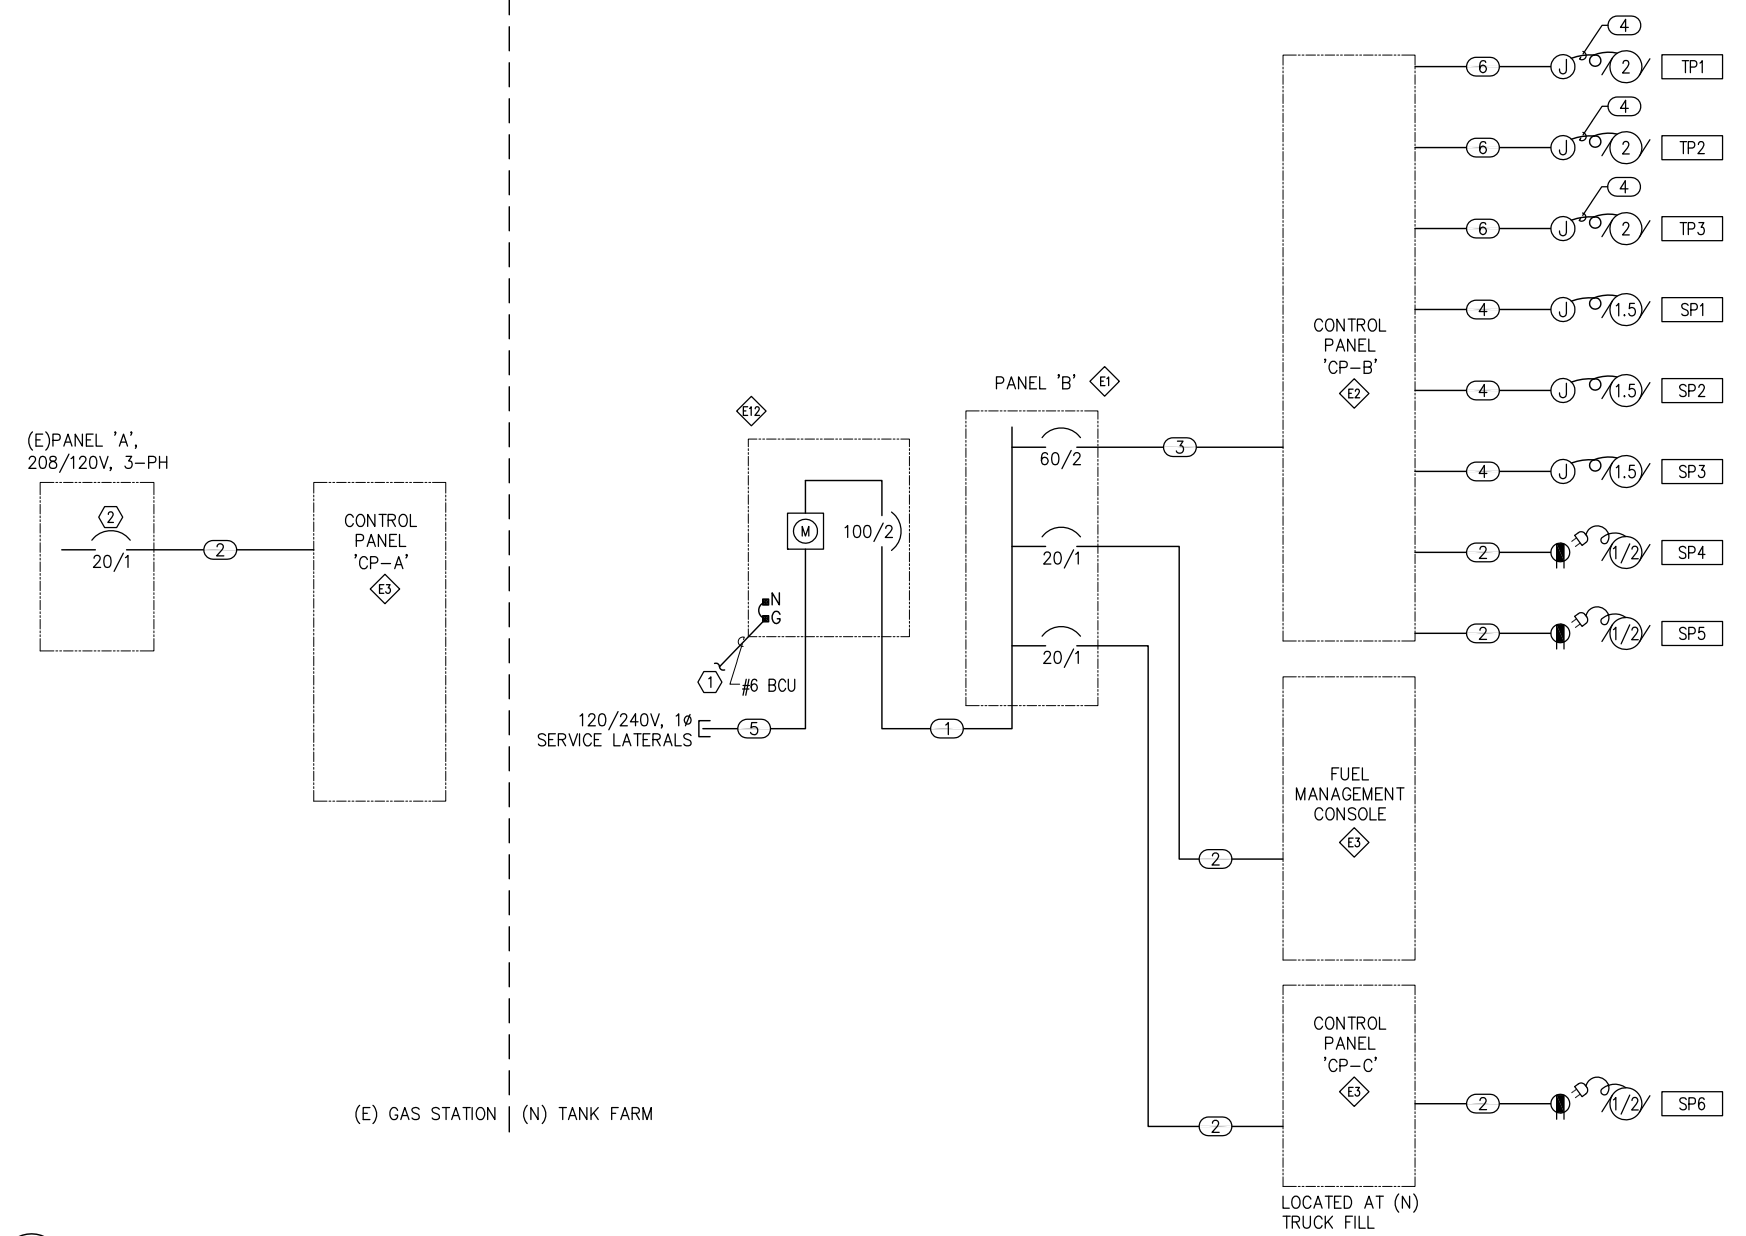 (E)PANEL 'A',
208/120V, 3-PH
2
20/1
2
CONTROL
PANEL
'CP-A'
E3
(E) GAS STATION
(N) TANK FARM
E12
M
100/2
N
G
1
#6 BCU
120/240V, 1ø
SERVICE LATERALS
5
1
PANEL 'B'
E1
60/2
20/1
20/1
3
2
2
CONTROL
PANEL
'CP-B'
E2
4
6 J 2 TP1
4
6 J 2 TP2
4
6 J 2 TP3
4 J 1.5 SP1
4 J 1.5 SP2
4 J 1.5 SP3
2 1/2 SP4
2 1/2 SP5
FUEL
MANAGEMENT
CONSOLE
E3
CONTROL
PANEL
'CP-C'
E3
2 1/2 SP6
LOCATED AT (N)
TRUCK FILL